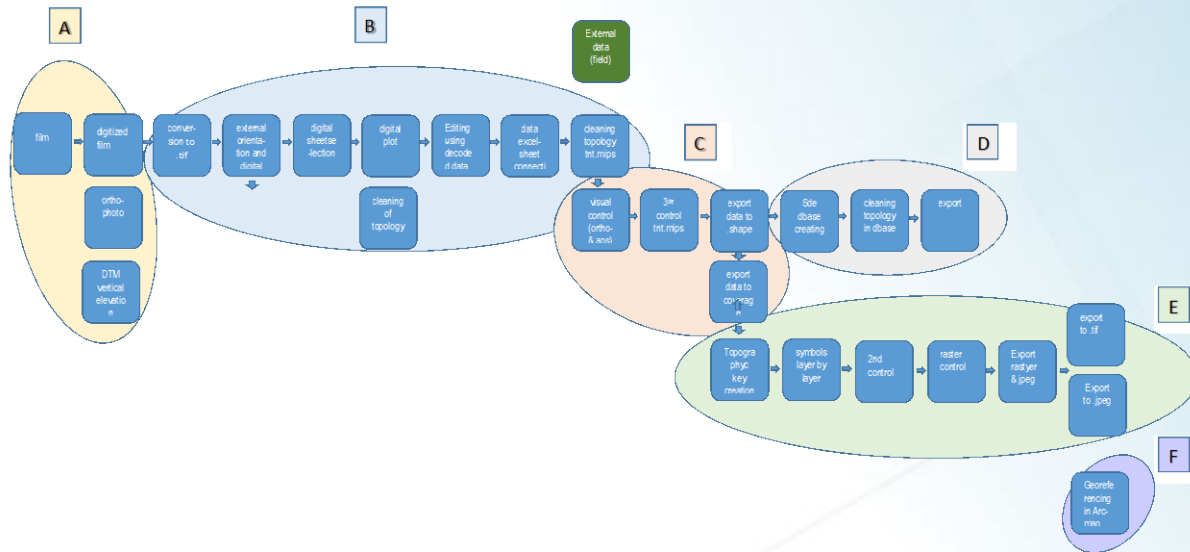 A
B
External
data
(field)
film
digitized
film
conver-
sion to
.tif
external
orienta-
tion and
digital
digital
sheetse
-lection
digital
plot
Editing
using
decode
d data
data
excel-
sheet
connecti
cleaning
topology
tnt.mips
C
D
ortho-
photo
cleaning
of
topology
visual
control
(ortho-
control
tnt.mips
export
data to
.shape
Sde
dbase
creating
cleaning
topology
in dbase
export
DTM
vertical
elevatio
n
export
data to
coverag
E
export
to .tif
Topogra
phyc
key
creation
symbols
layer by
layer
2nd
control
raster
control
Export
rastyer
& jpeg
Export
to .jpeg
F
Georefe
rencing
in Arc-
map